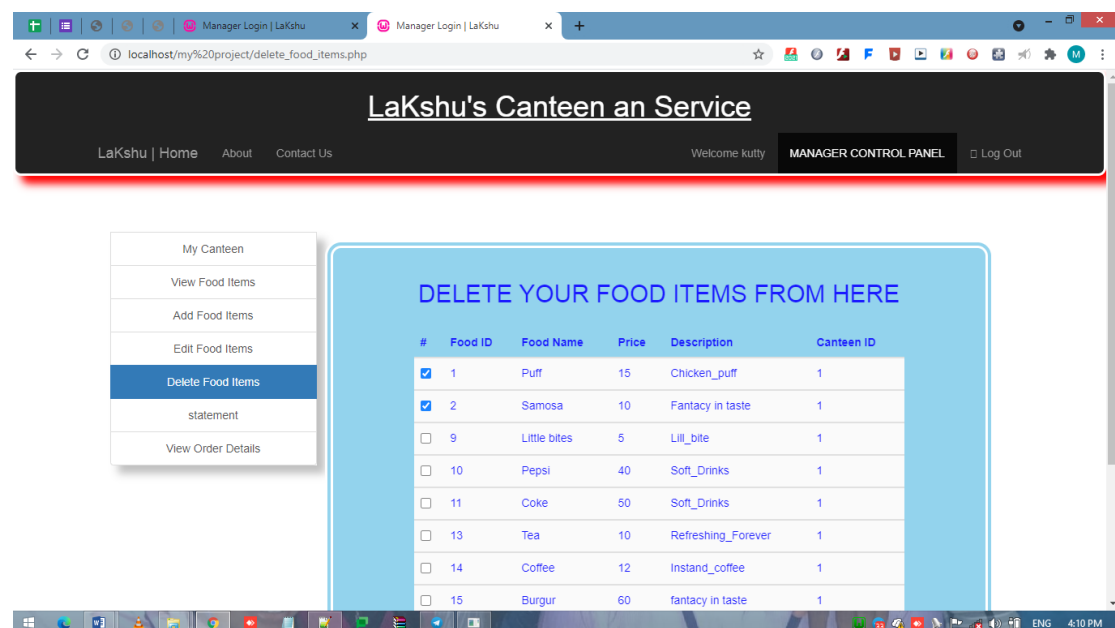 Manager Login | LaKshu
Manager Login | LaKshu
localhost/my%20project/delete_food_items.php
M
LaKshu's Canteen an Service
LaKshu | Home About Contact Us Welcome kutty MANAGER CONTROL PANEL Log Out
My Canteen
View Food Items
Add Food Items
Edit Food Items
Delete Food Items
statement
View Order Details
DELETE YOUR FOOD ITEMS FROM HERE
# Food ID Food Name Price Description Canteen ID
1 Puff 15 Chicken_puff 1
2 Samosa 10 Fantacy in taste 1
9 Little bites 5 Lill_bite 1
10 Pepsi 40 Soft_Drinks 1
11 Coke 50 Soft_Drinks 1
13 Tea 10 Refreshing_Forever 1
14 Coffee 12 Instand_coffee 1
15 Burgur 60 fantacy in taste 1
ENG 4:10 PM